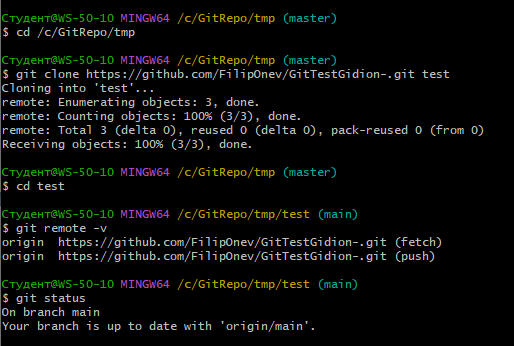 Студент@WS-50-10 MINGW64 /c/GitRepo/tmp (master)
$ cd /c/GitRepo/tmp
Студент@WS-50-10 MINGW64 /c/GitRepo/tmp (master)
$ git clone https://github.com/FilipOnev/GitTestGidion-.git test
Cloning into 'test'...
remote: Enumerating objects: 3, done.
remote: Counting objects: 100% (3/3), done.
remote: Total 3 (delta 0), reused 0 (delta 0), pack-reused 0 (from 0)
Receiving objects: 100% (3/3), done.
Студент@WS-50-10 MINGW64 /c/GitRepo/tmp (master)
$ cd test
Студент@WS-50-10 MINGW64 /c/GitRepo/tmp/test (main)
$ git remote -v
origin  https://github.com/FilipOnev/GitTestGidion-.git (fetch)
origin  https://github.com/FilipOnev/GitTestGidion-.git (push)
Студент@WS-50-10 MINGW64 /c/GitRepo/tmp/test (main)
$ git status
On branch main
Your branch is up to date with 'origin/main'.